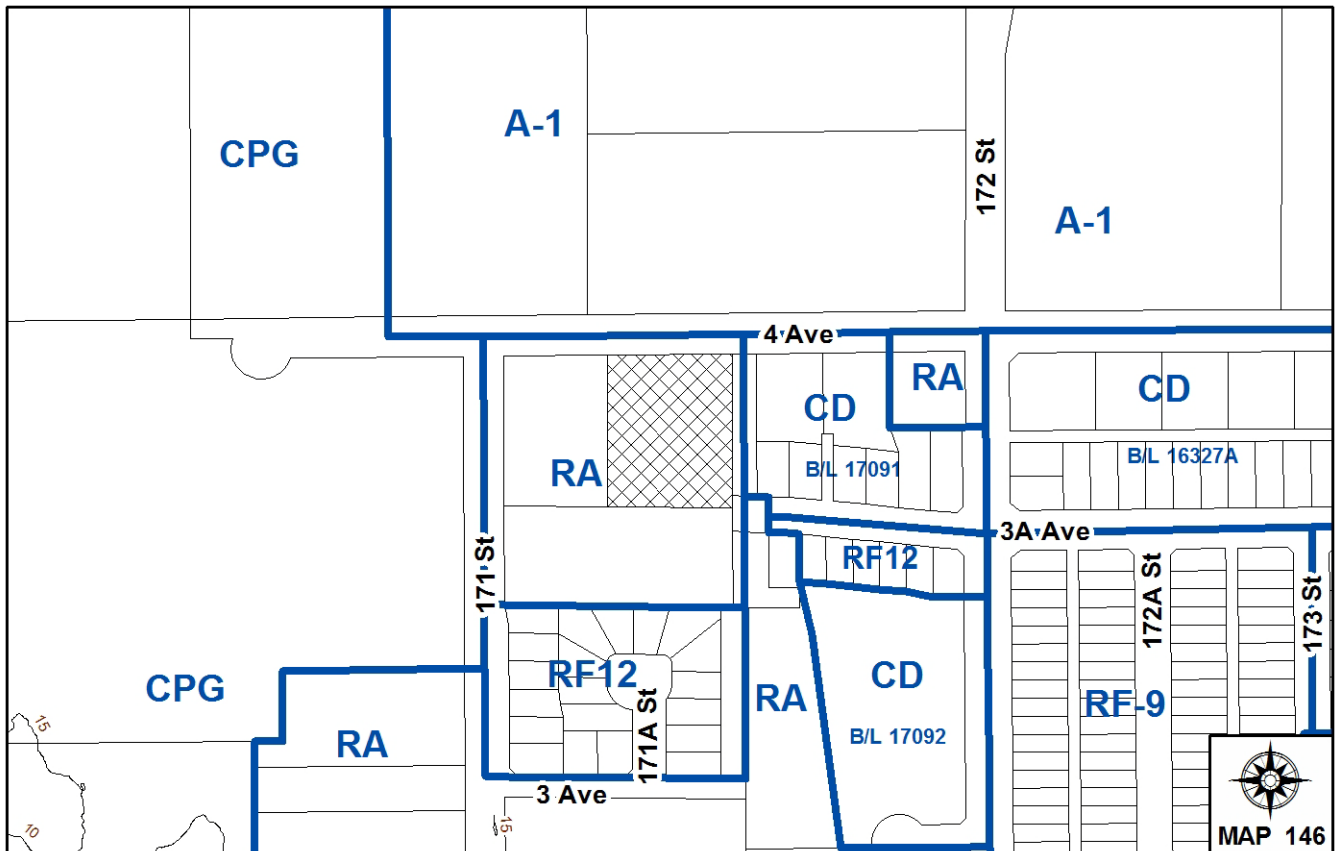 CPG
A-1
172 St
A-1
4 Ave
RA
CD
CD
B/L 17091
B/L 16327A
RA
3A Ave
171 St
RF12
172A St
173 St
RF12
171A St
CPG
RA
CD
RF-9
15
RA
B/L 17092
3 Ave
15
10
MAP 146